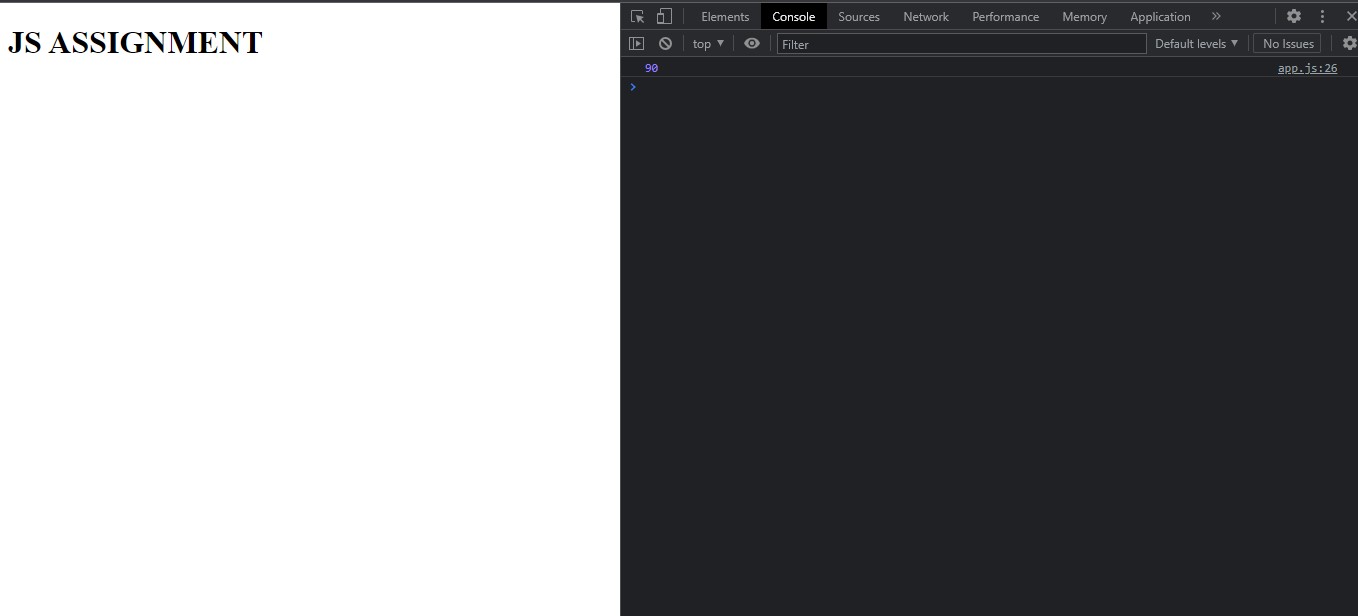 JS ASSIGNMENT
Elements Console Sources Network Performance Memory Application
top Filter Default levels No Issues
90 app.js:26